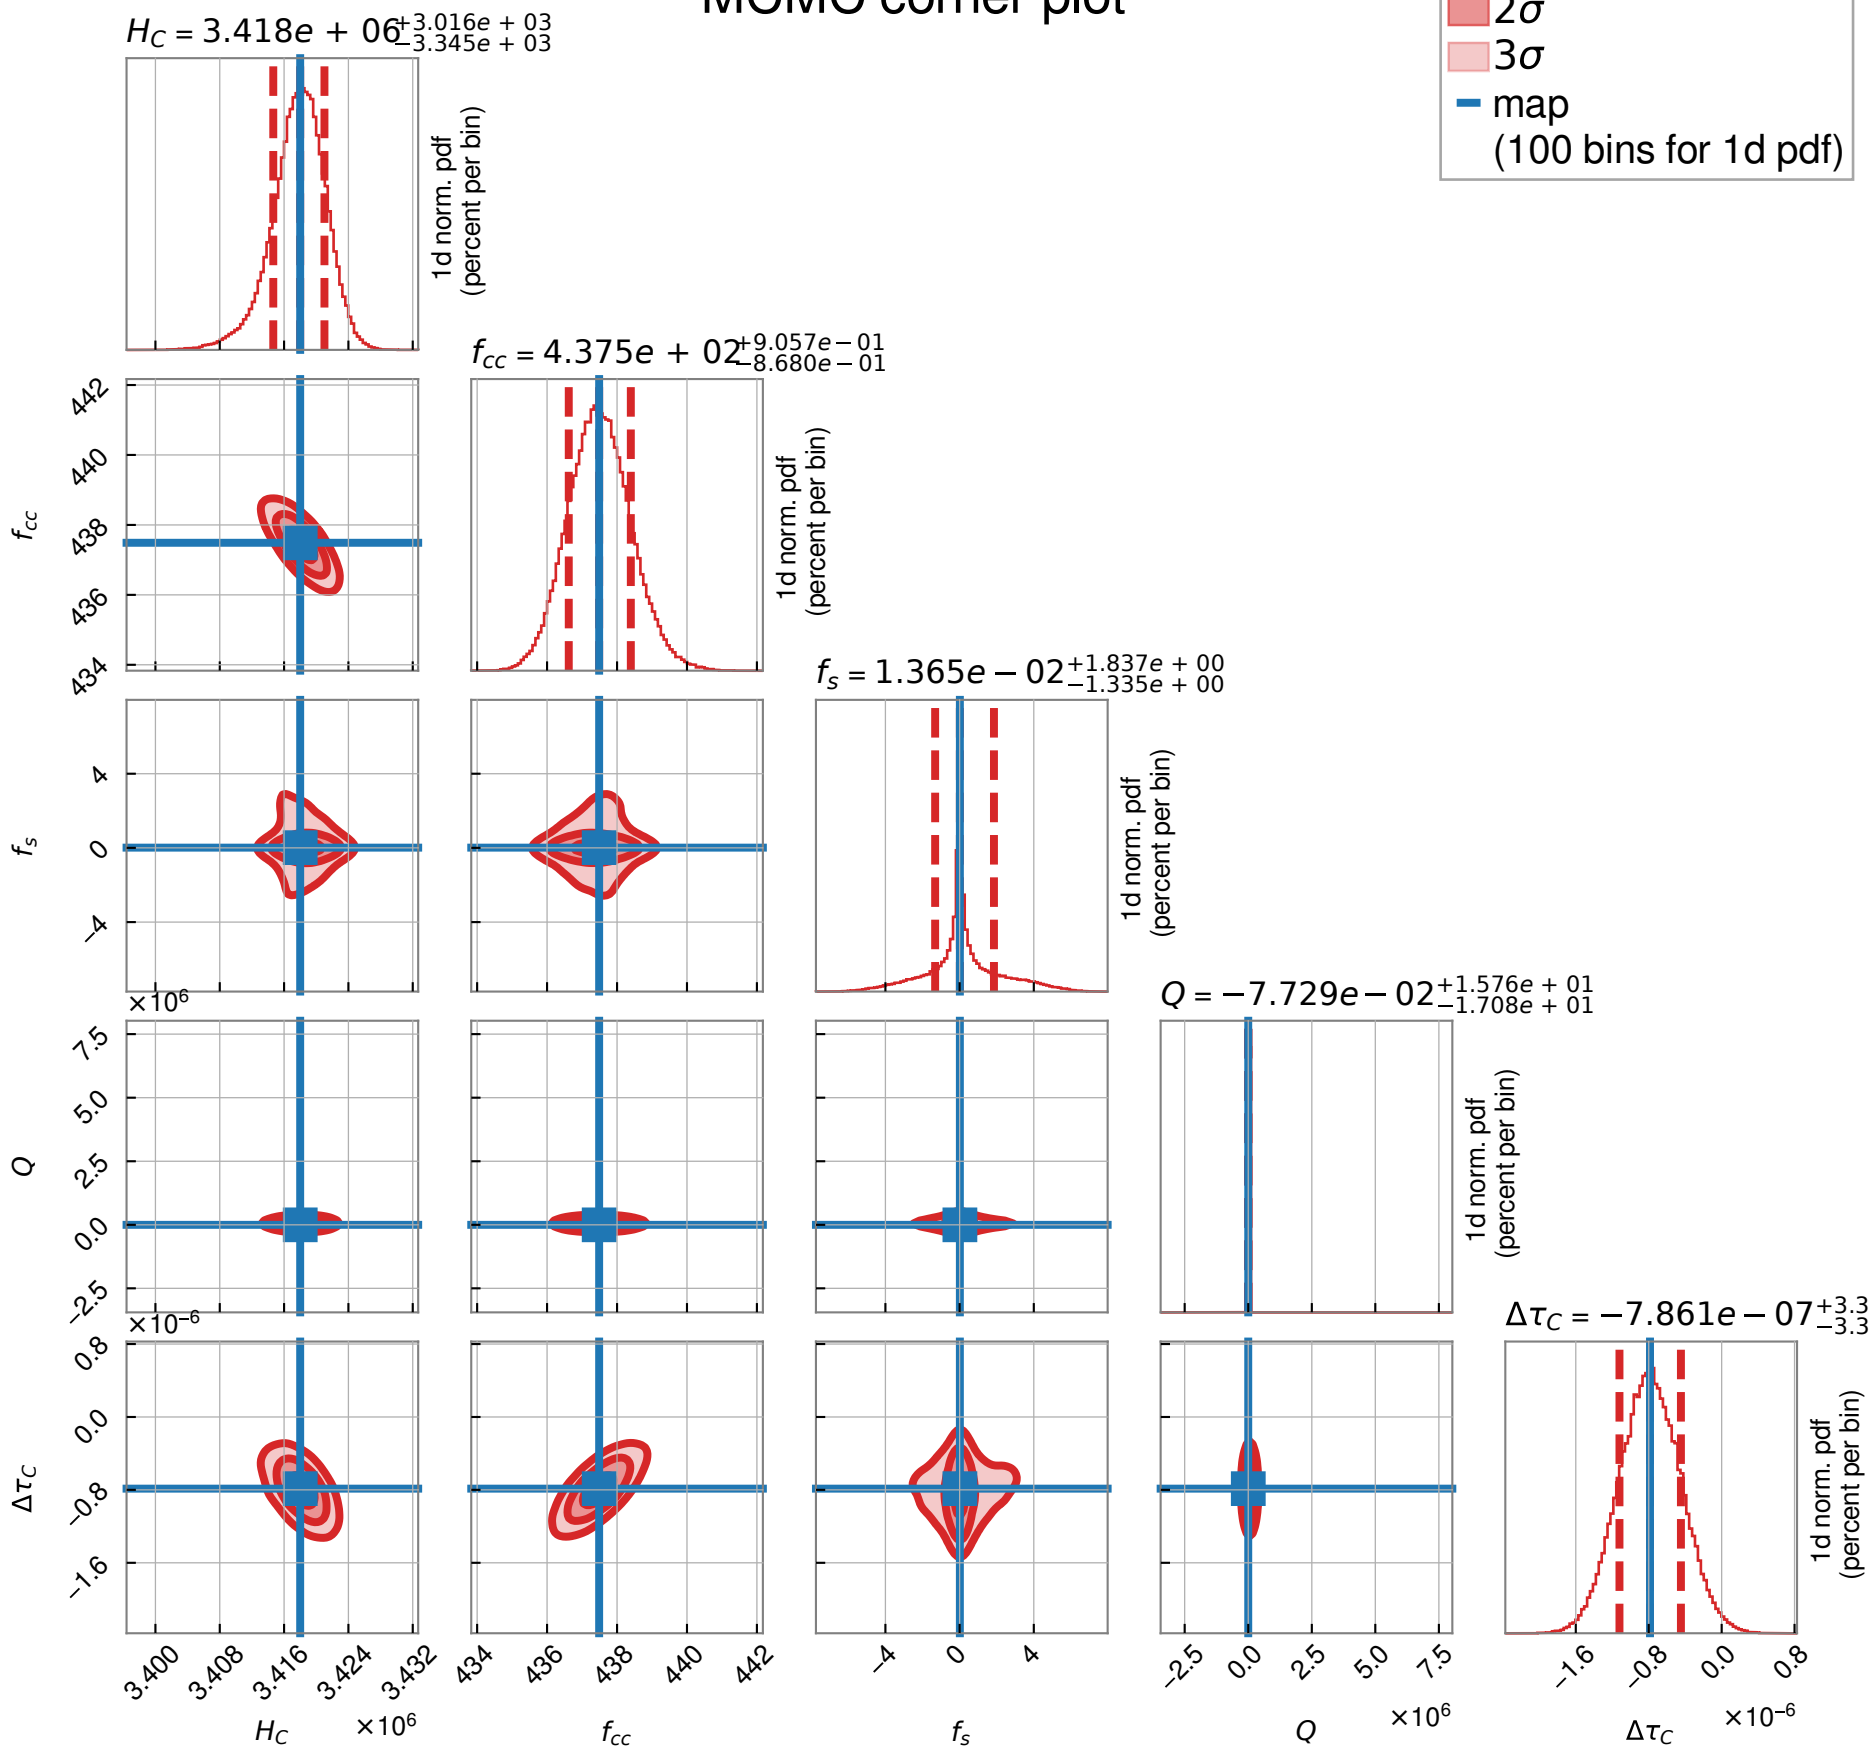 MOMO corner plot
2σ
3σ
map
(100 bins for 1d pdf)
H_C = 3.418e + 06 +3.016e + 03 −3.345e + 03
1d norm. pdf
(percent per bin)
f_cc = 4.375e + 02 +9.057e − 01 −8.680e − 01
442
440
438
436
434
f_cc
1d norm. pdf
(percent per bin)
f_s = 1.365e − 02 +1.837e + 00 −1.335e + 00
4
0
−4
f_s
1d norm. pdf
(percent per bin)
Q = −7.729e − 02 +1.576e + 01 −1.708e + 01
×10⁶
7.5
5.0
2.5
0.0
−2.5
Q
1d norm. pdf
(percent per bin)
Δτ_C = −7.861e − 07 +3.3 −3.3
×10⁻⁶
0.8
0.0
−0.8
−1.6
Δτ_C
1d norm. pdf
(percent per bin)
3.400 3.408 3.416 3.424 3.432
434 436 438 440 442
−4 0 4
−2.5 0.0 2.5 5.0 7.5
−1.6 −0.8 0.0 0.8
×10⁶
×10⁶
×10⁻⁶
H_C
f_cc
f_s
Q
Δτ_C